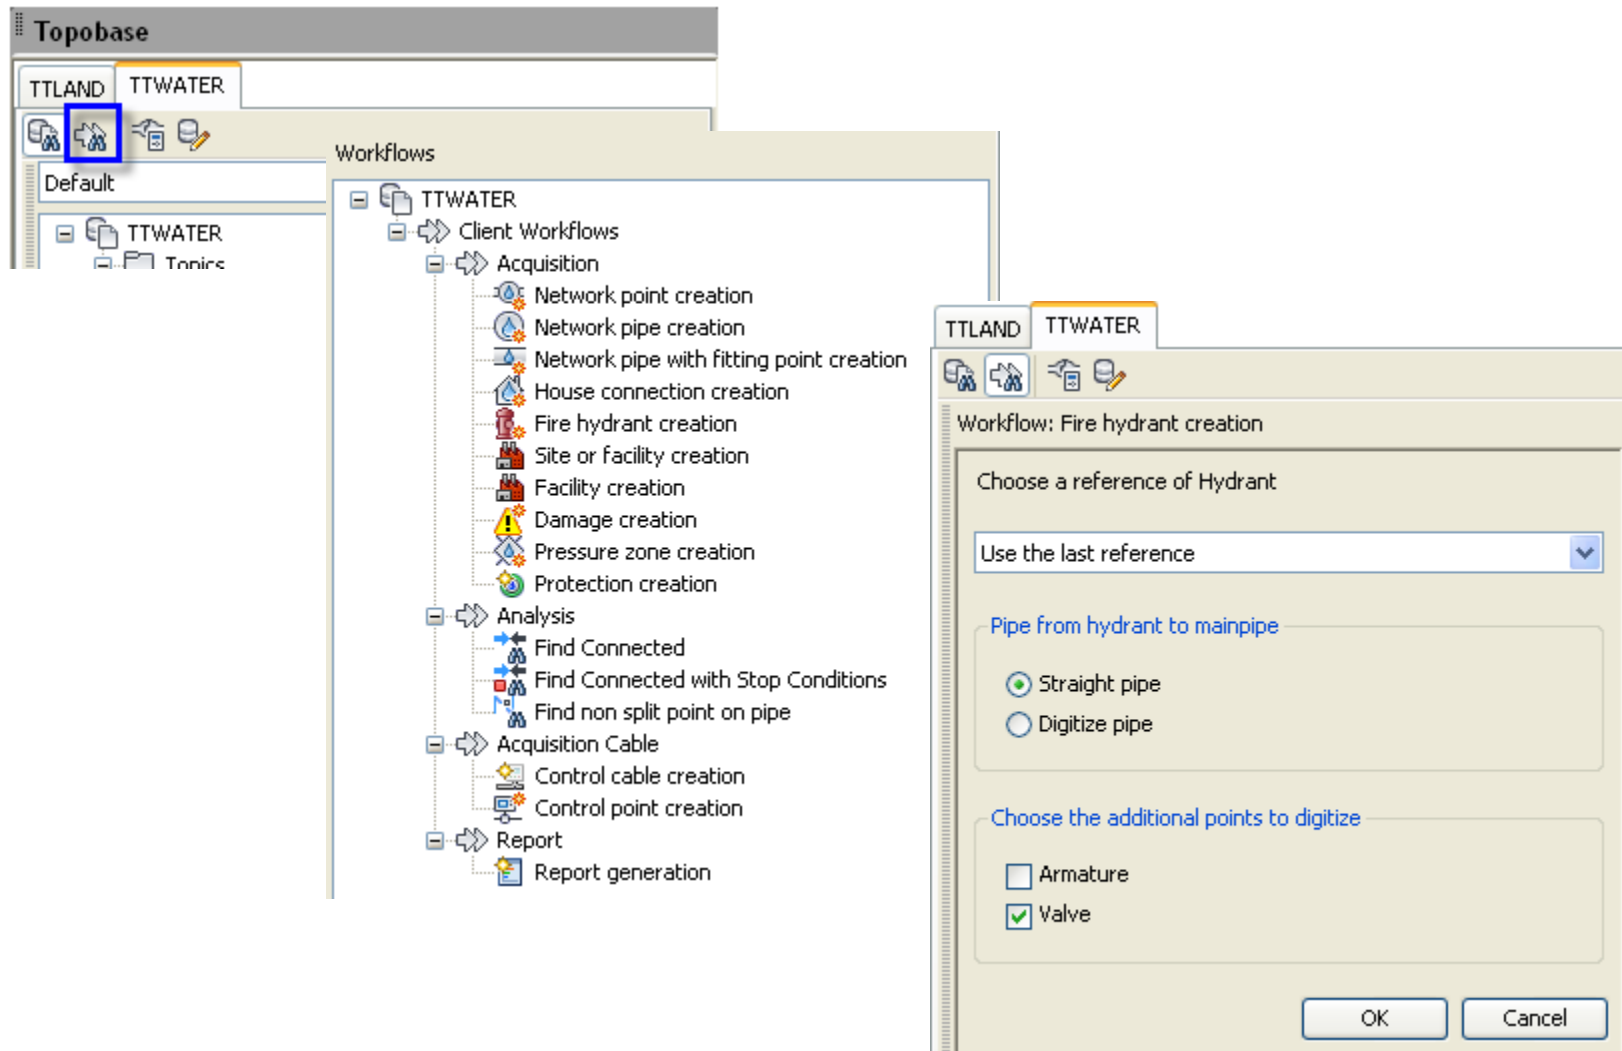 Topobase
TTLAND TTWATER
Default
TTWATER
Topics
Workflows
TTWATER
Client Workflows
Acquisition
Network point creation
Network pipe creation
Network pipe with fitting point creation
House connection creation
Fire hydrant creation
Site or facility creation
Facility creation
Damage creation
Pressure zone creation
Protection creation
Analysis
Find Connected
Find Connected with Stop Conditions
Find non split point on pipe
Acquisition Cable
Control cable creation
Control point creation
Report
Report generation
TTLAND TTWATER
Workflow: Fire hydrant creation
Choose a reference of Hydrant
Use the last reference
Pipe from hydrant to mainpipe
Straight pipe
Digitize pipe
Choose the additional points to digitize
Armature
Valve
OK Cancel